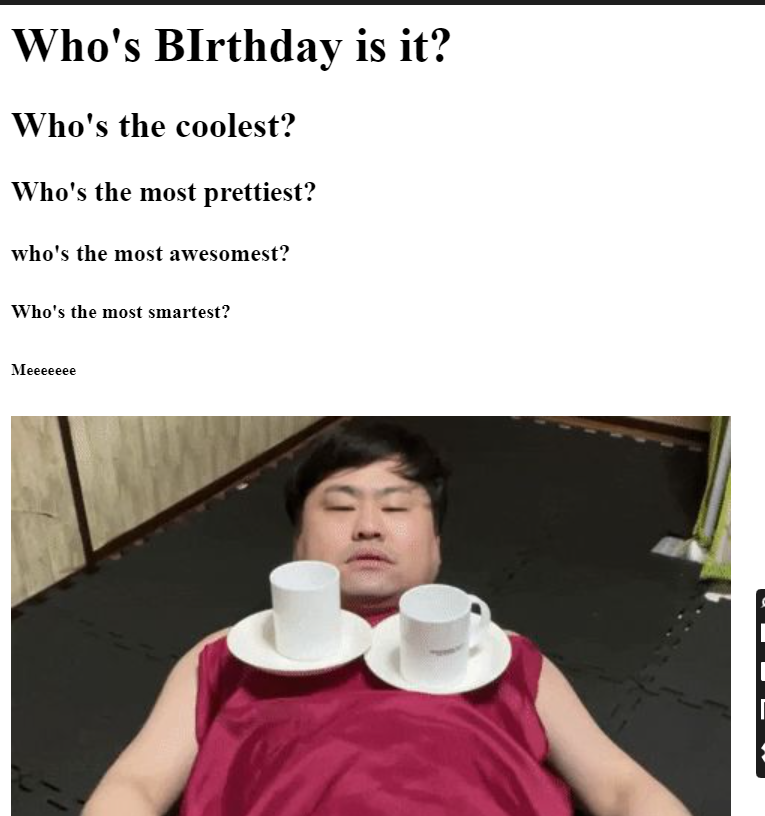 Who's BIrthday is it?
Who's the coolest?
Who's the most prettiest?
who's the most awesomest?
Who's the most smartest?
Meeeeeee